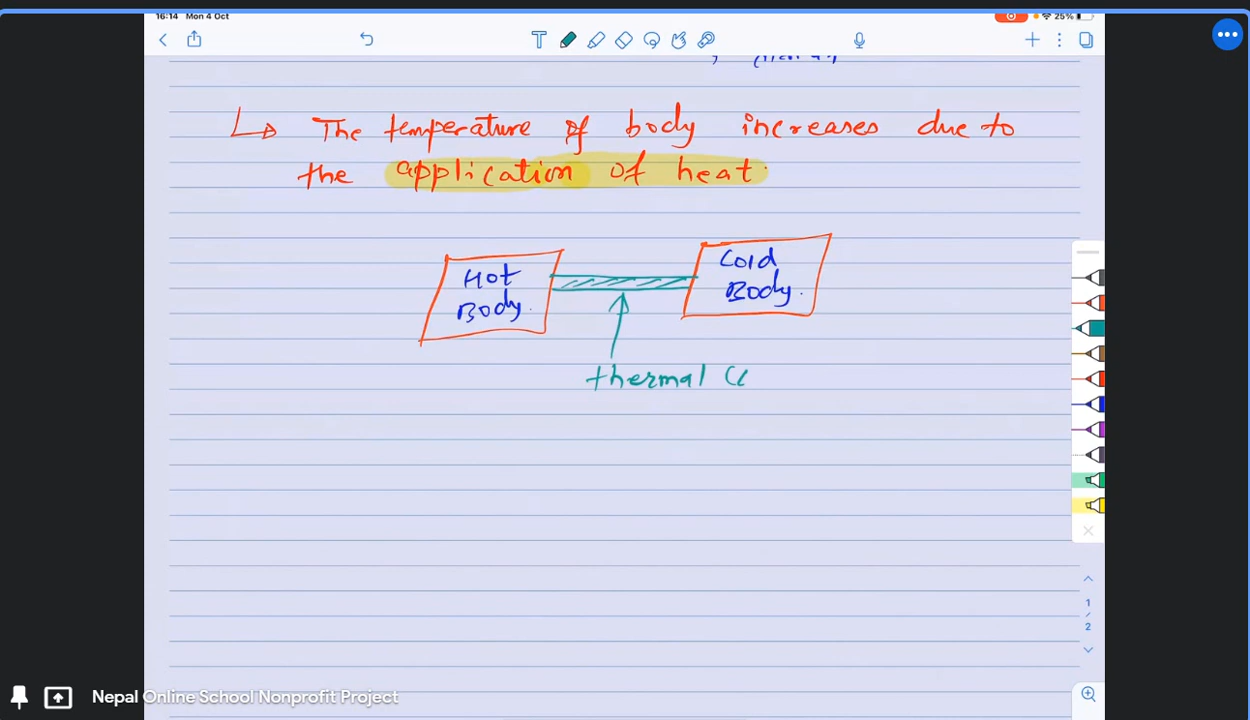 16:14 Mon 4 Oct
25%
↳ The temperature of body increases due to
the application of heat.
Hot
Body.
Cold
Body.
thermal
1
/
2
Nepal Online School Nonprofit Project